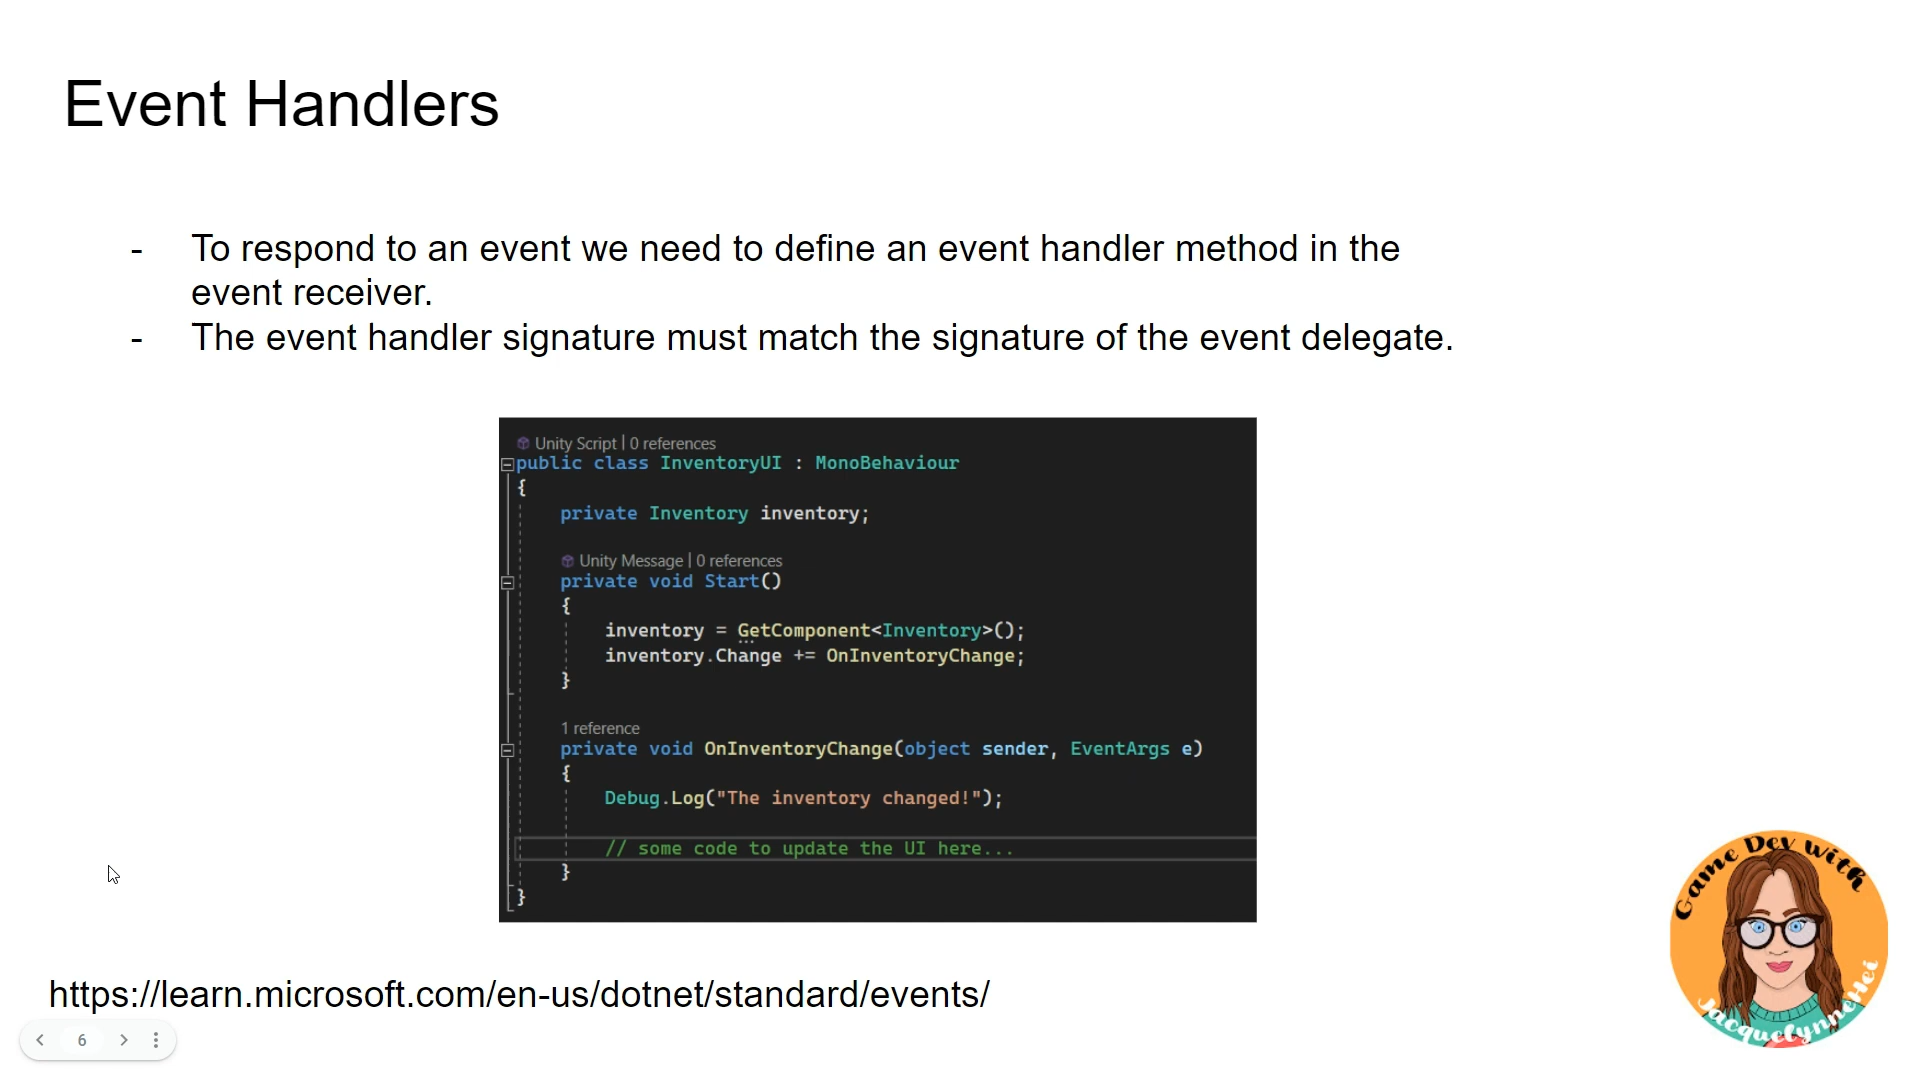 Event Handlers
- To respond to an event we need to define an event handler method in the
event receiver.
- The event handler signature must match the signature of the event delegate.
Unity Script | 0 references
public class InventoryUI : MonoBehaviour
{
private Inventory inventory;
Unity Message | 0 references
private void Start()
{
inventory = GetComponent<Inventory>();
inventory.Change += OnInventoryChange;
}
1 reference
private void OnInventoryChange(object sender, EventArgs e)
{
Debug.Log("The inventory changed!");
// some code to update the UI here...
}
}
Game Dev with
JacquelynneHei
https://learn.microsoft.com/en-us/dotnet/standard/events/
6